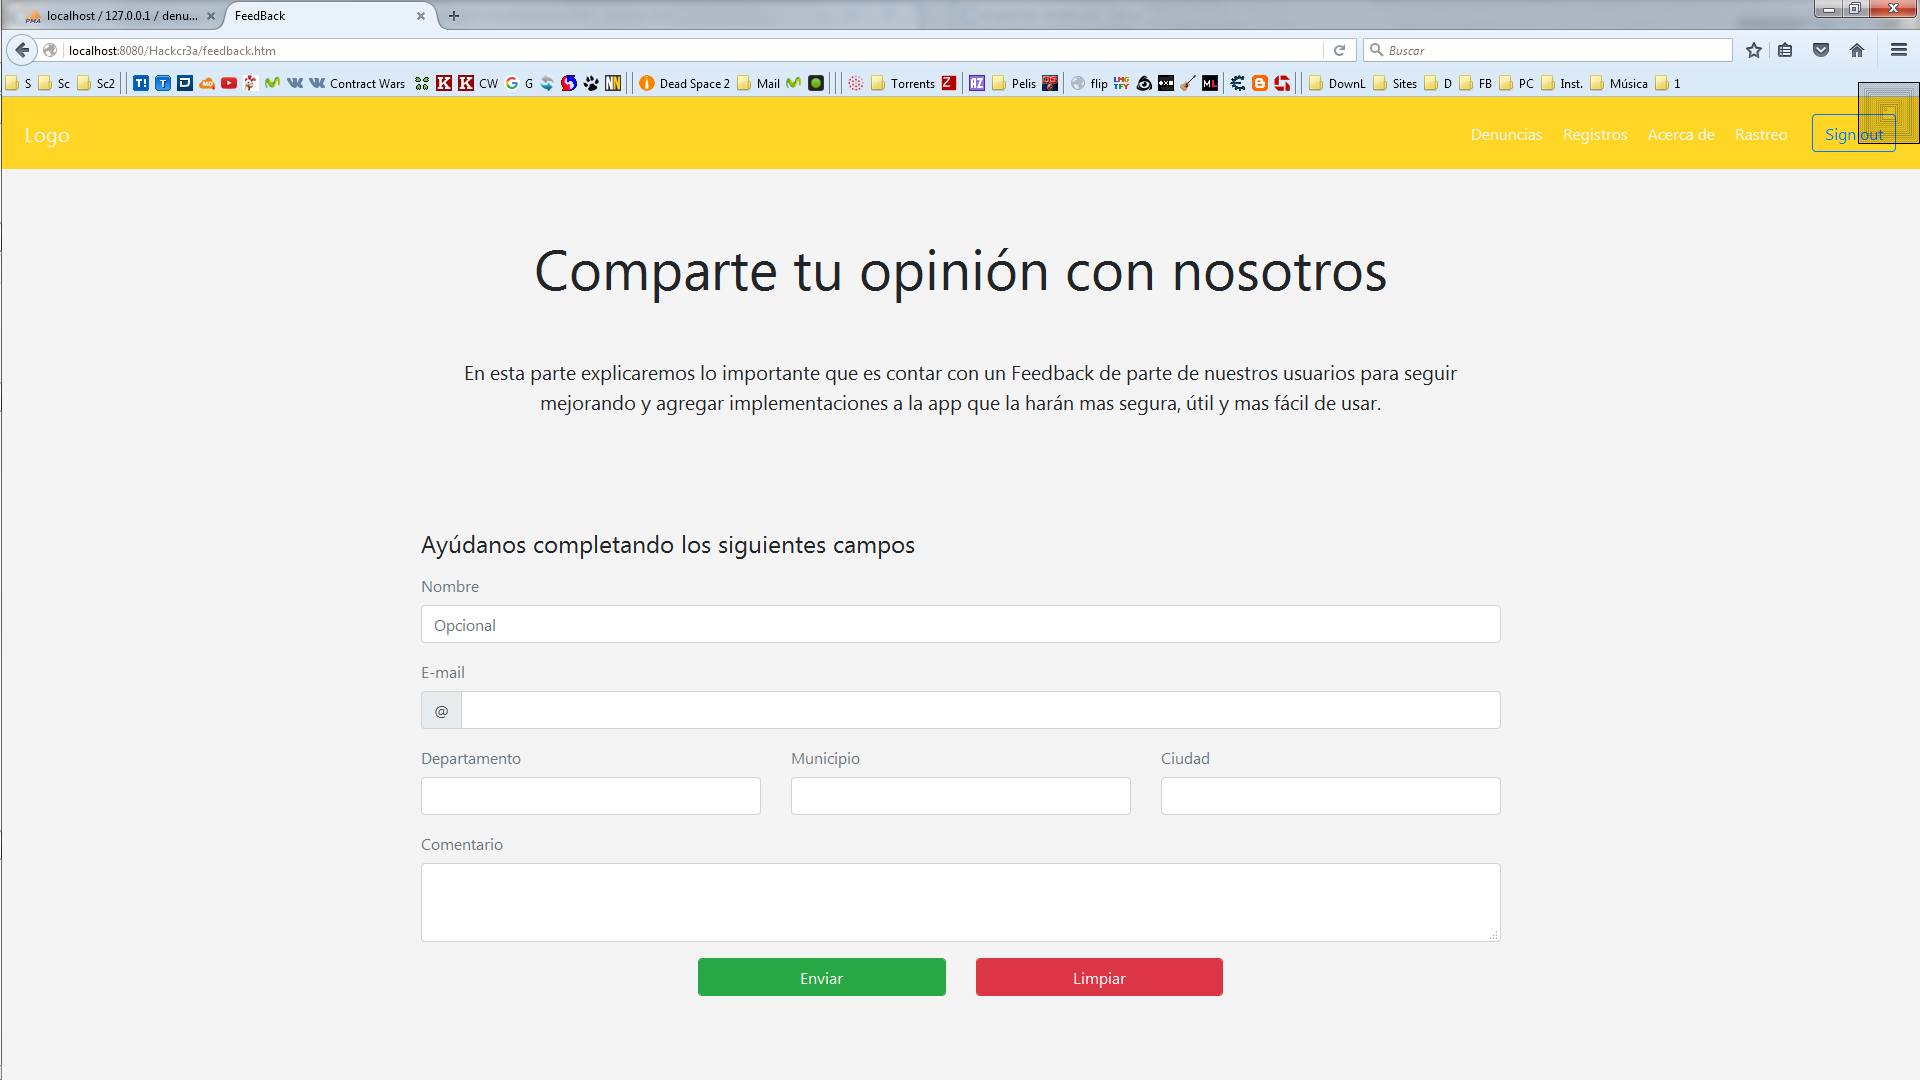 localhost / 127.0.0.1 / denu...
FeedBack
localhost:8080/Hackcr3a/feedback.htm
Buscar
S Sc Sc2 Contract Wars CW G Dead Space 2 Mail Torrents Pelis flip DownL Sites D FB PC Inst. Música 1
Logo
Denuncias Registros Acerca de Rastreo Sign out
Comparte tu opinión con nosotros
En esta parte explicaremos lo importante que es contar con un Feedback de parte de nuestros usuarios para seguir
mejorando y agregar implementaciones a la app que la harán mas segura, útil y mas fácil de usar.
Ayúdanos completando los siguientes campos
Nombre
Opcional
E-mail
@
Departamento Municipio Ciudad
Comentario
Enviar Limpiar